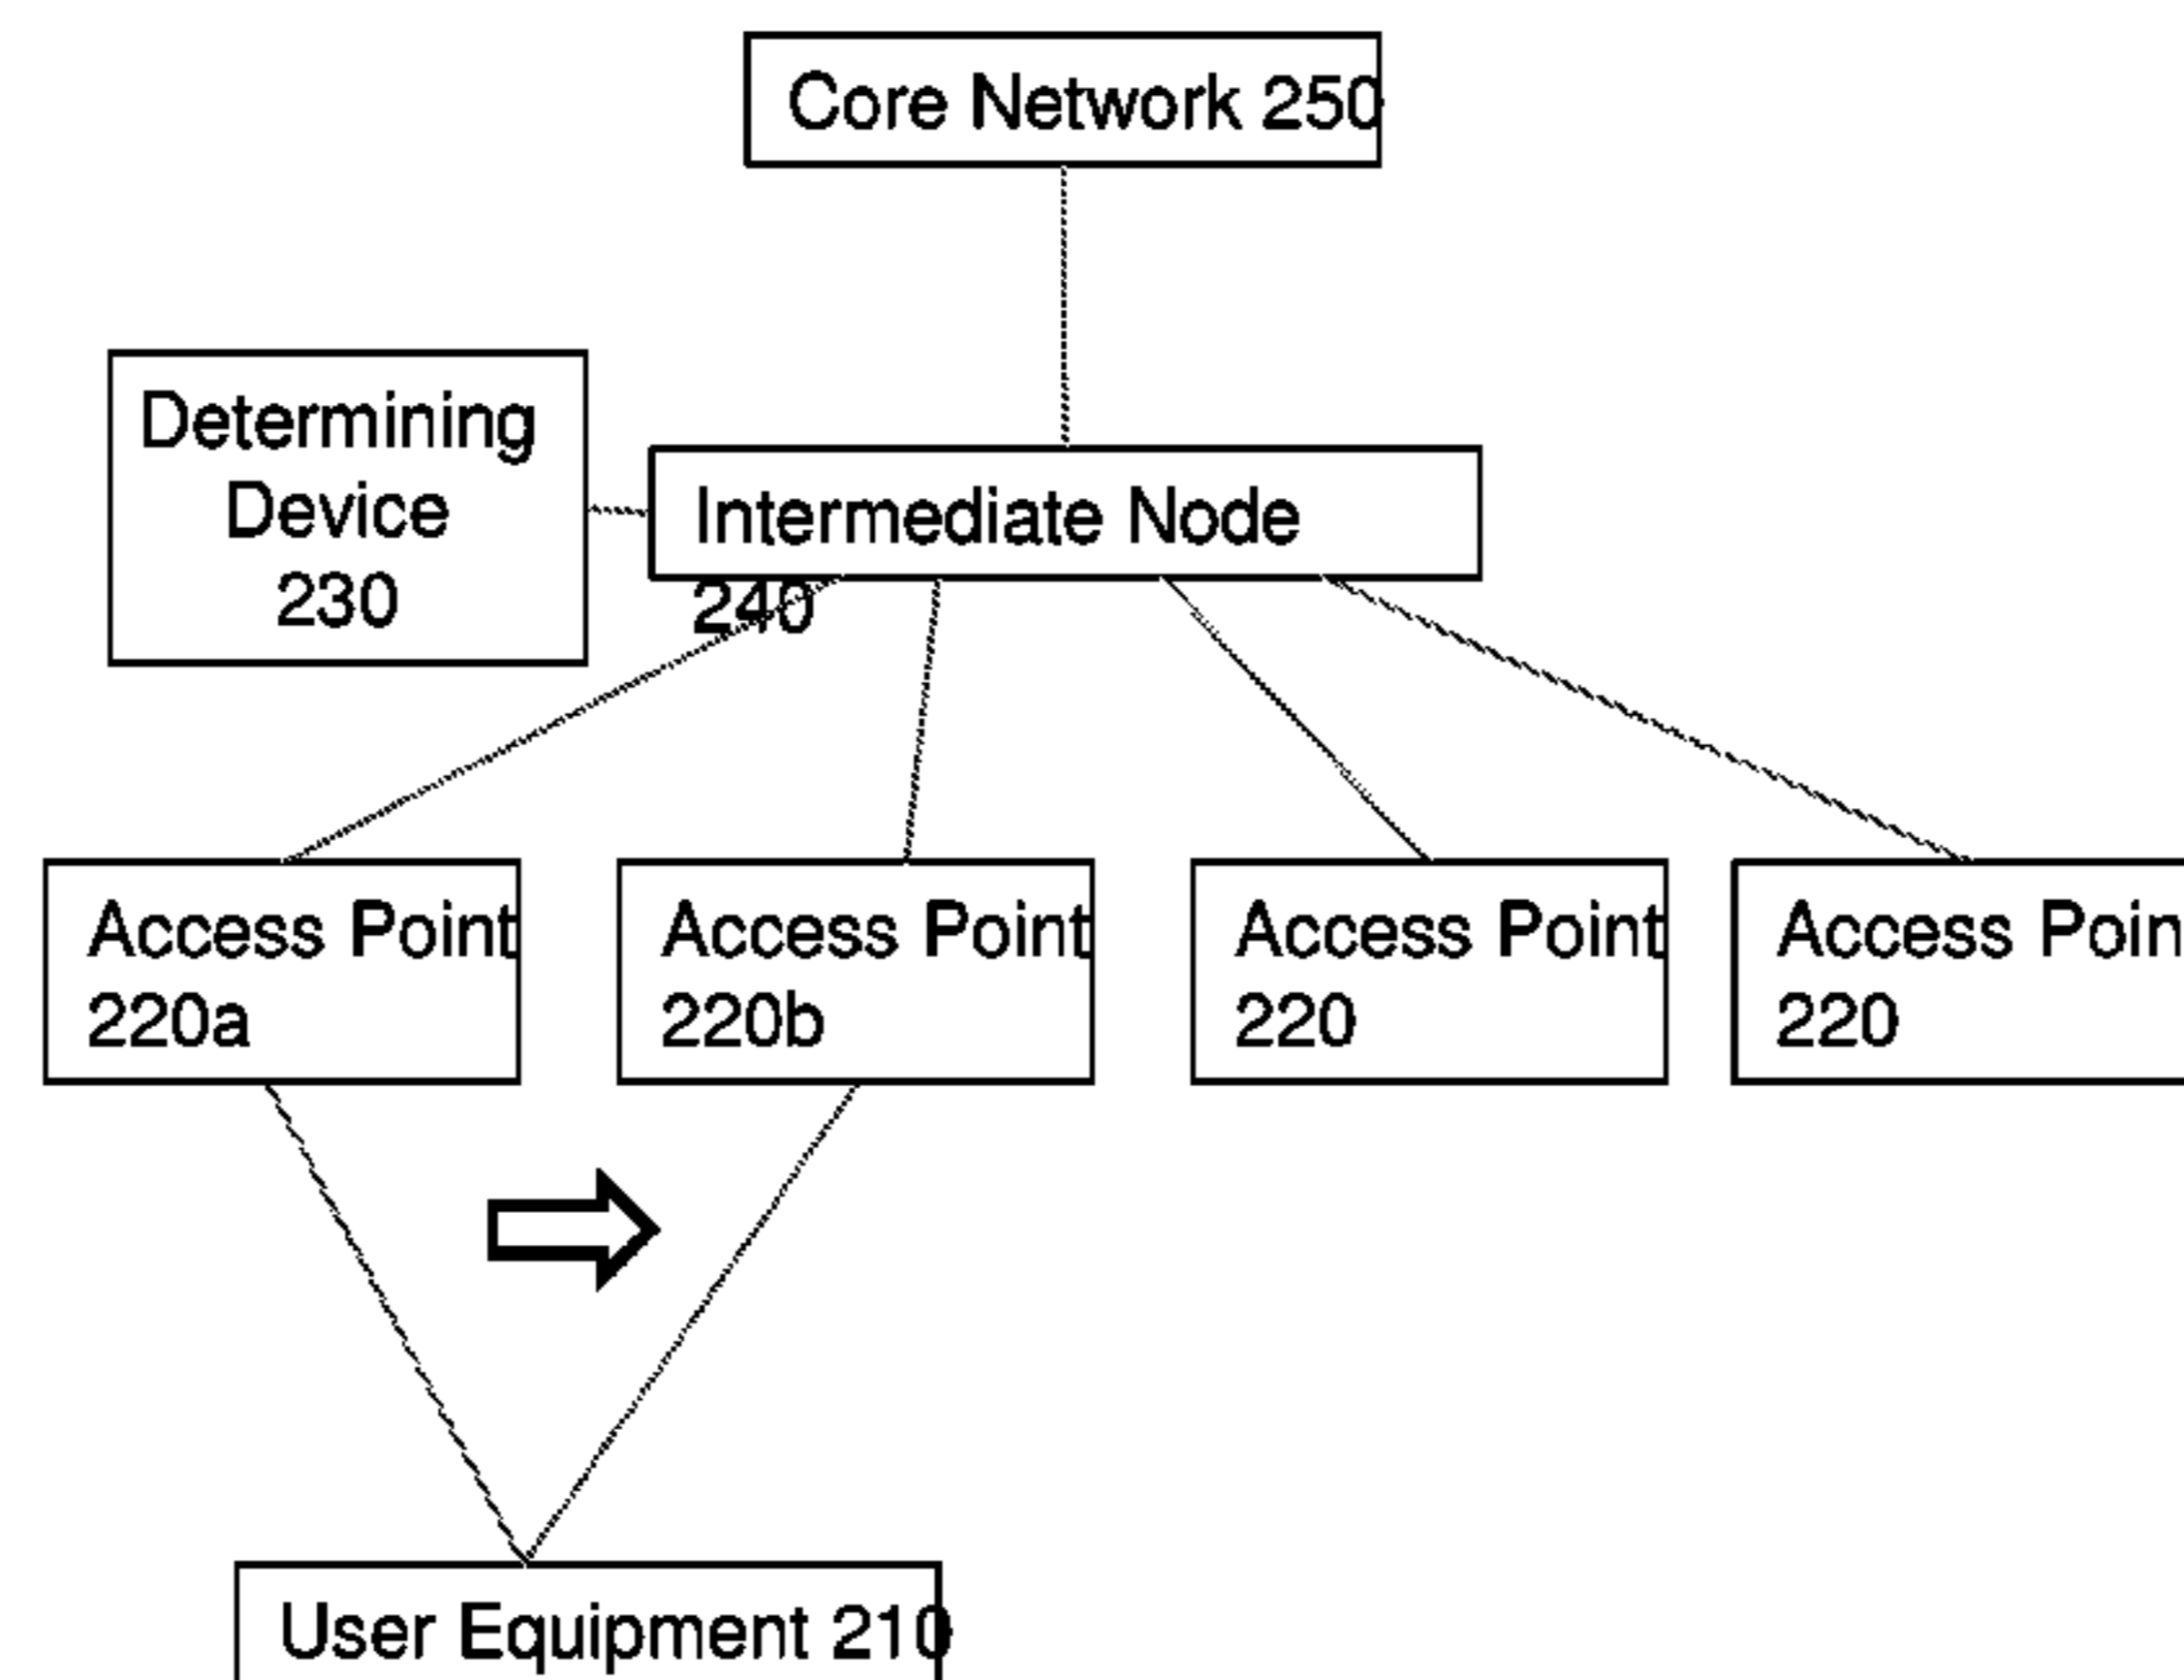 Core Network 250
Determining
Device
230
Intermediate Node
240
Access Point
220a
Access Point
220b
Access Point
220
Access Poin
220
User Equipment 210